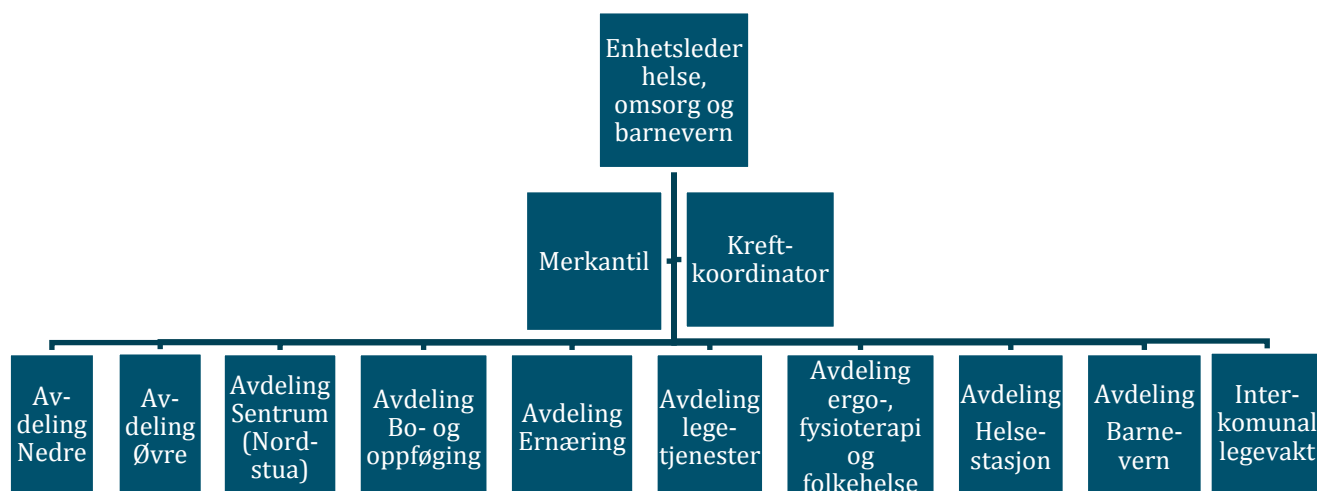 Enhetsleder
helse,
omsorg og
barnevern
Merkantil
Kreft-
koordinator
Av-
deling
Nedre
Av-
deling
Øvre
Avdeling
Sentrum
(Nord-
stua)
Avdeling
Bo- og
oppføging
Avdeling
Ernæring
Avdeling
lege-
tjenester
Avdeling
ergo-,
fysioterapi
og
folkehelse
Avdeling
Helse-
stasjon
Avdeling
Barne-
vern
Inter-
komunal
legevakt